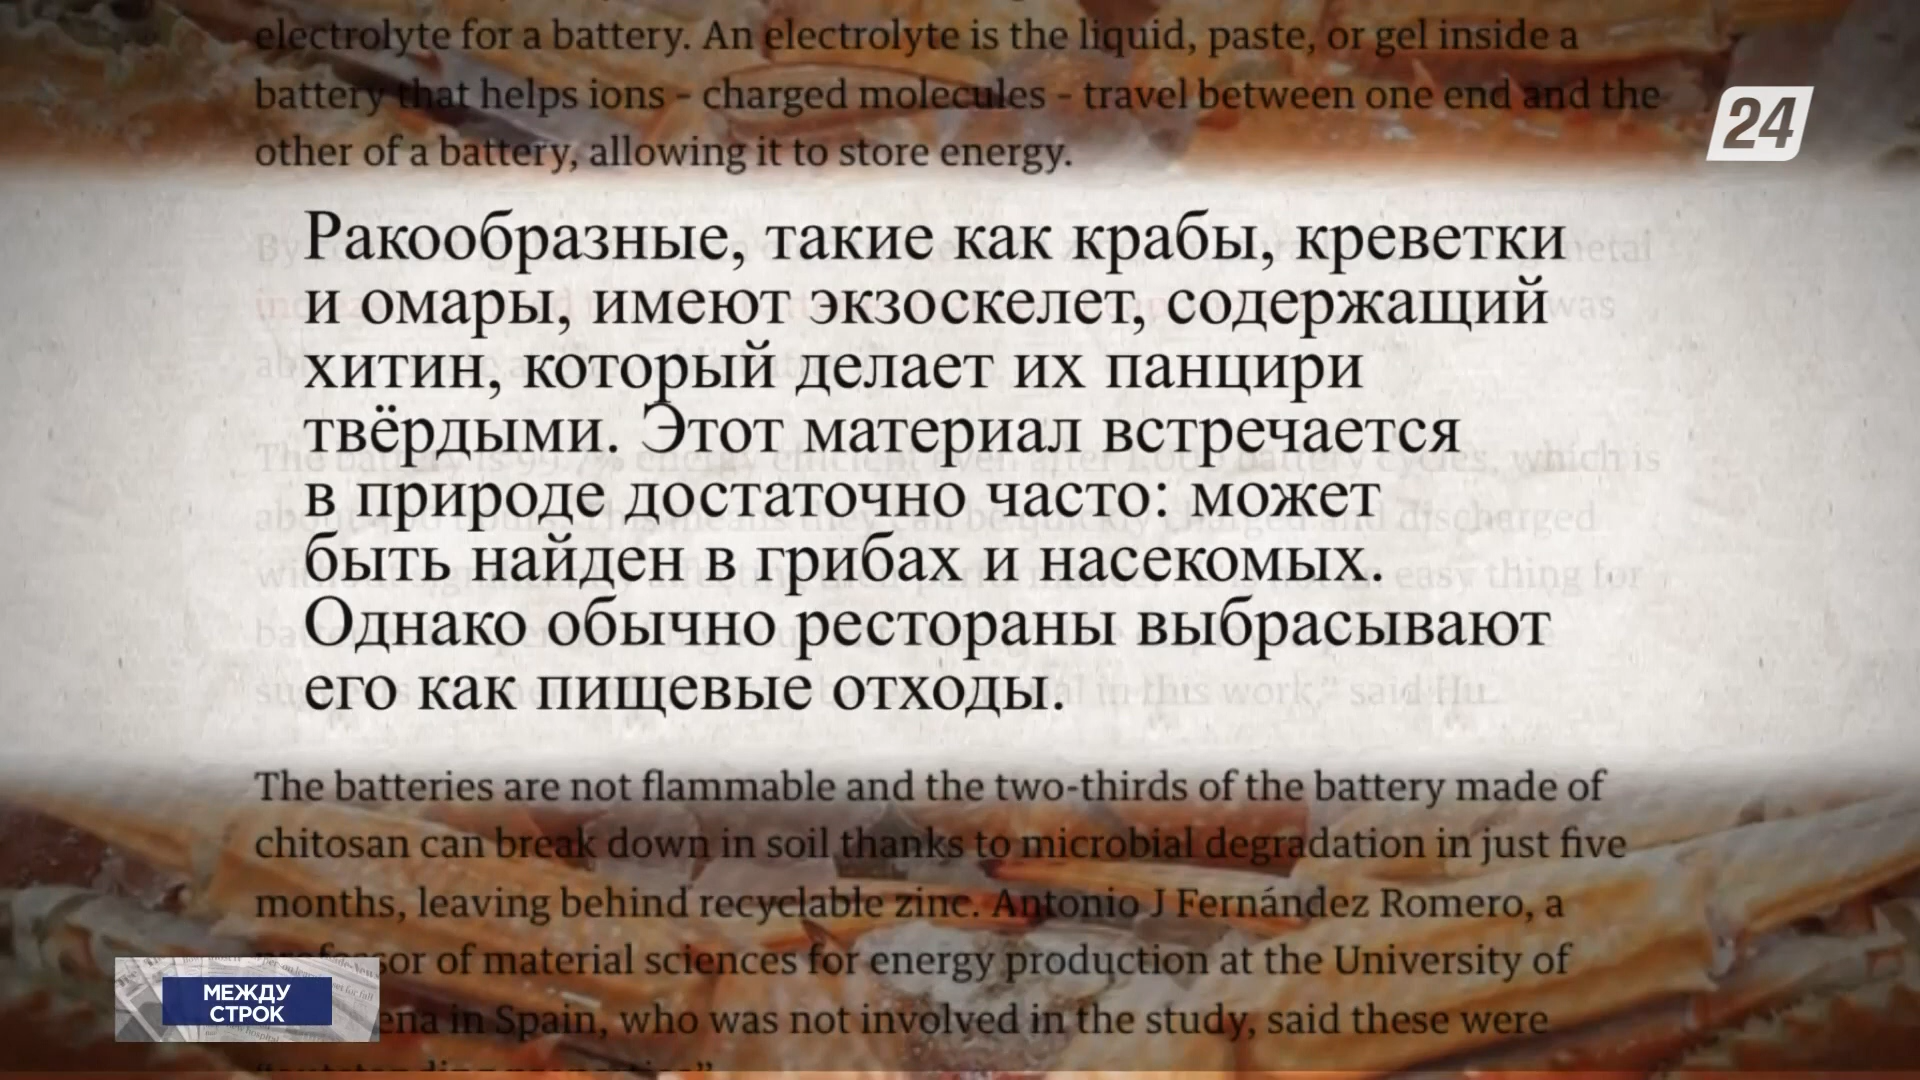 electrolyte for a battery. An electrolyte is the liquid, paste, or gel inside a
battery that helps ions - charged molecules - travel between one end and the
other of a battery, allowing it to store energy.
24
Ракообразные, такие как крабы, креветки
и омары, имеют экзоскелет, содержащий
хитин, который делает их панцири
твёрдыми. Этот материал встречается
в природе достаточно часто: может
быть найден в грибах и насекомых.
Однако обычно рестораны выбрасывают
его как пищевые отходы.
The batteries are not flammable and the two-thirds of the battery made of
chitosan can break down in soil thanks to microbial degradation in just five
months, leaving behind recyclable zinc. Antonio J Fernández Romero, a
of material sciences for energy production at the University of
in Spain, who was not involved in the study, said these were
МЕЖДУ
СТРОК